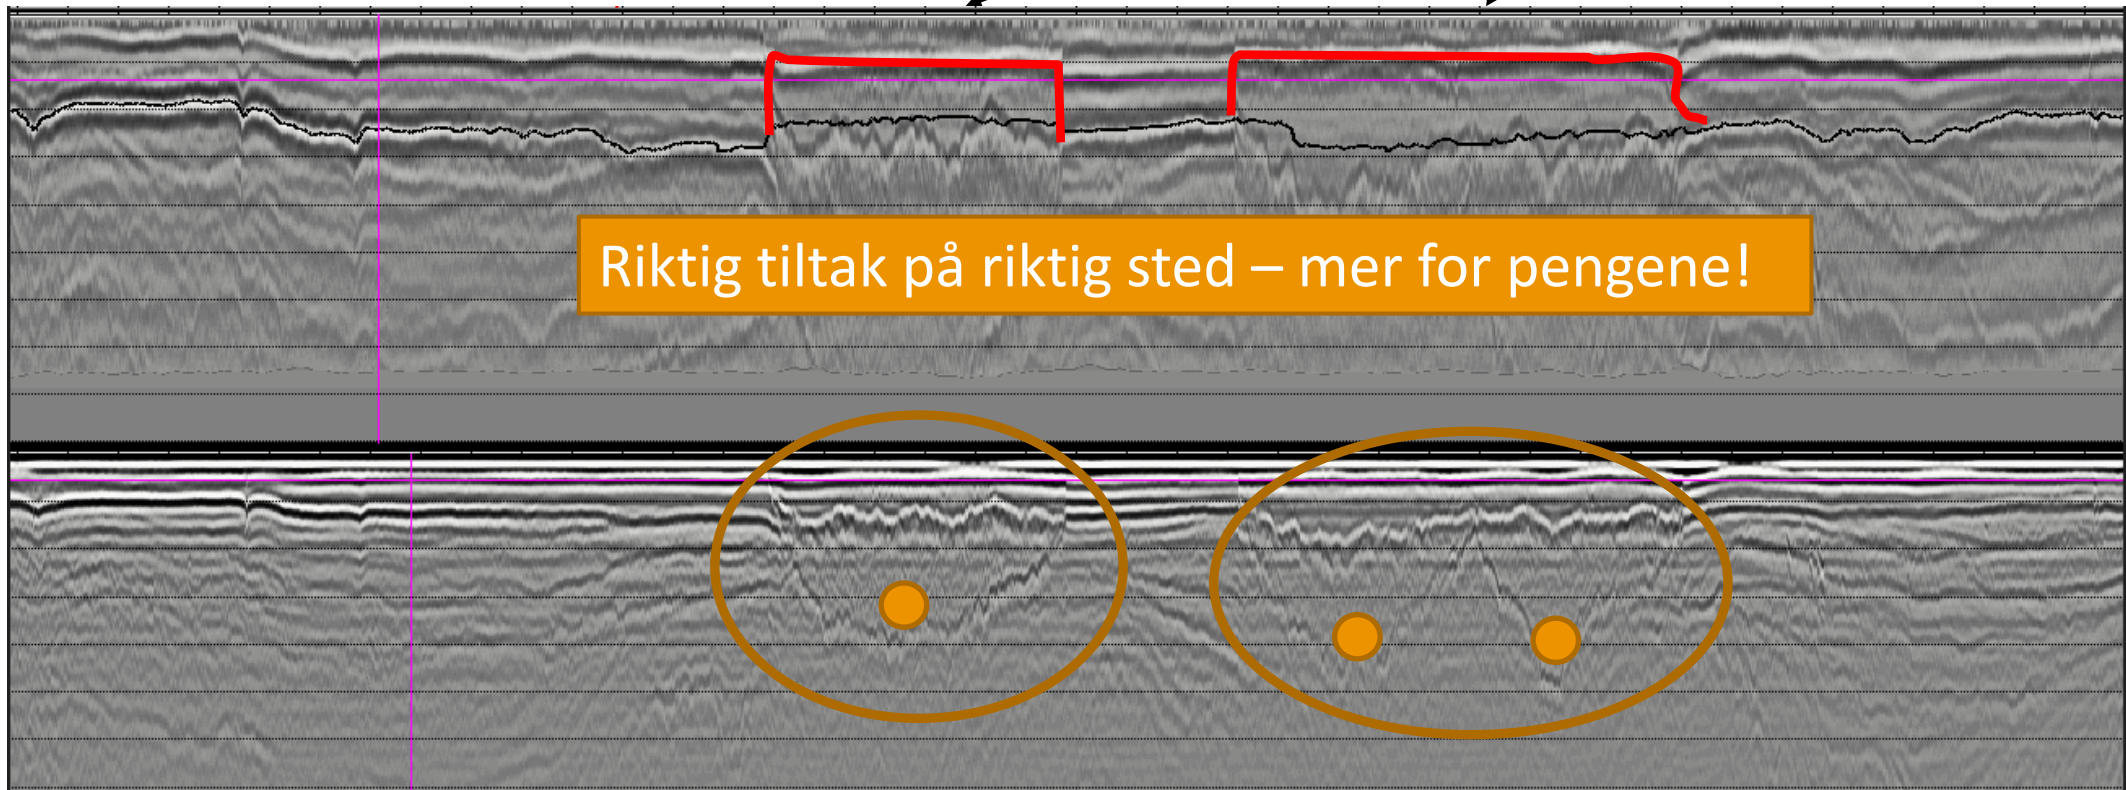 Riktig tiltak på riktig sted – mer for pengene!